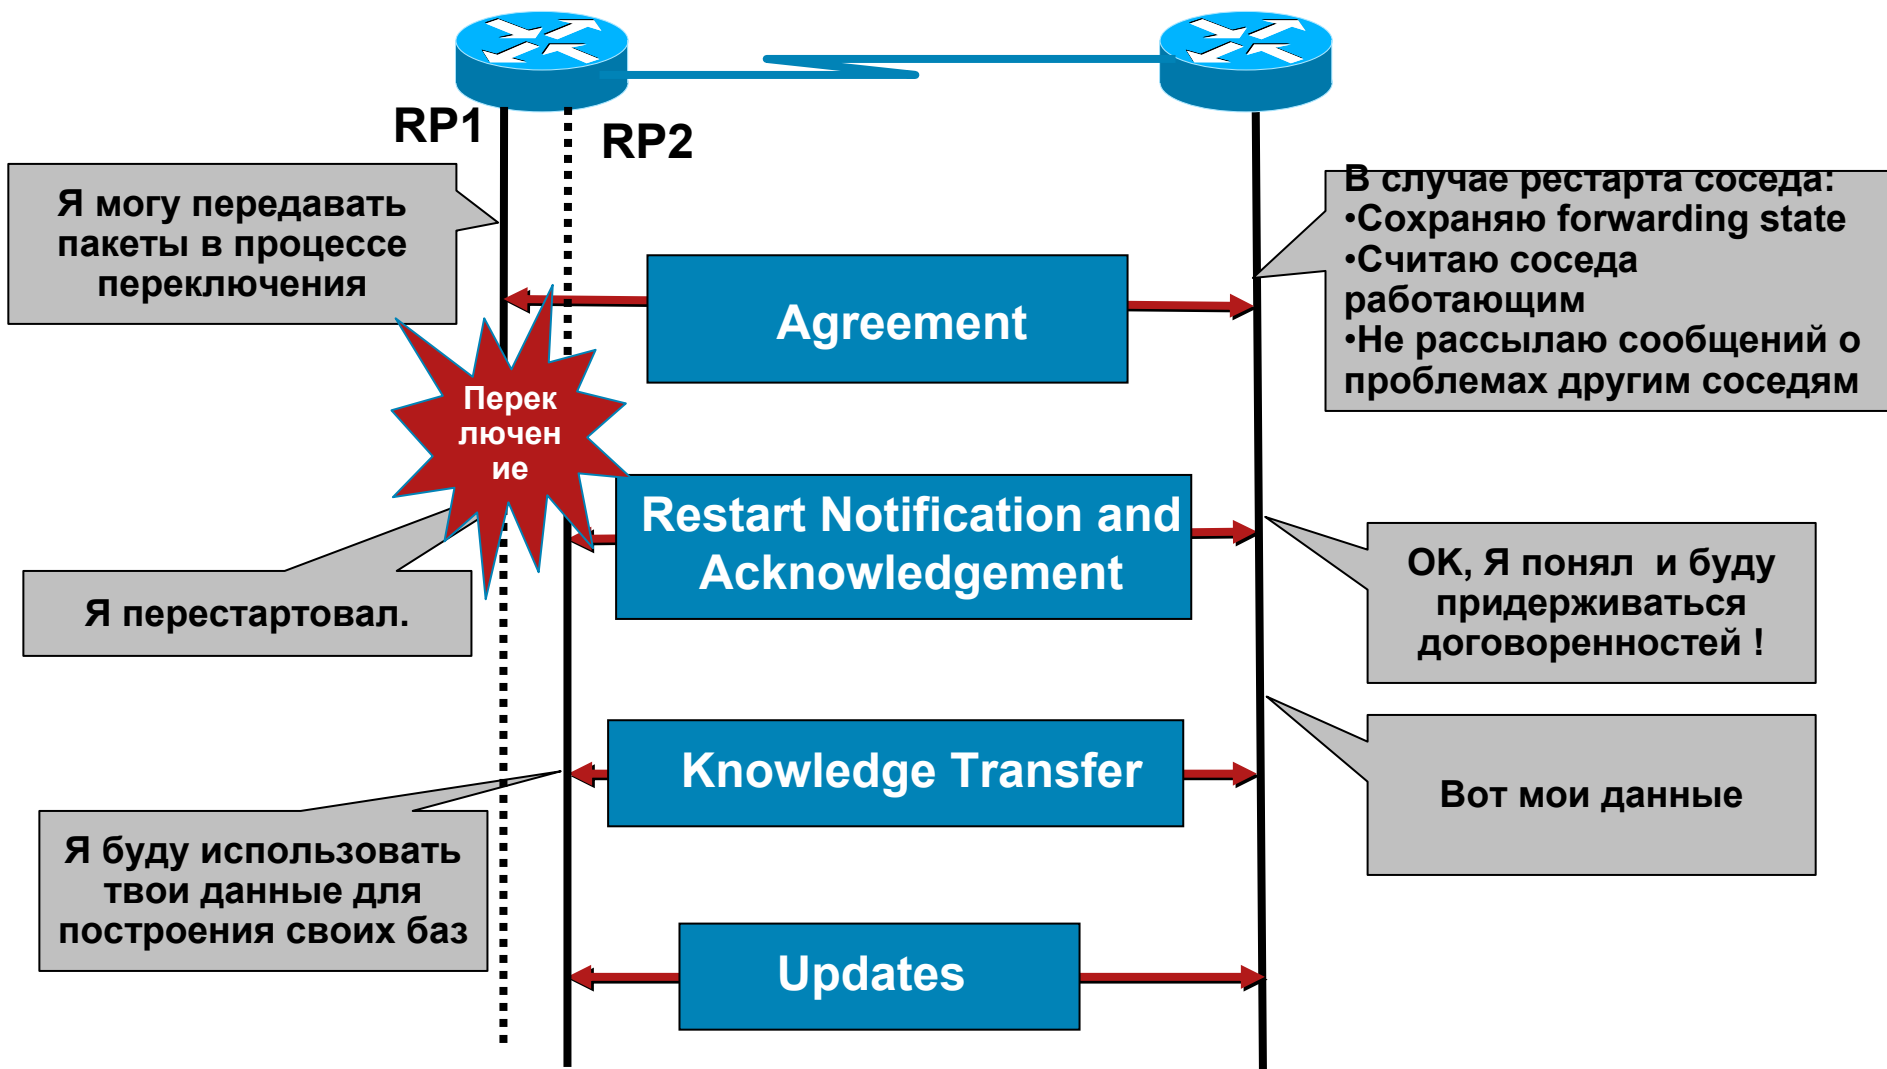 RP1
RP2
Я могу передавать
пакеты в процессе
переключения
В случае рестарта соседа:
•Сохраняю forwarding state
•Считаю соседа
работающим
•Не рассылаю сообщений о
проблемах другим соседям
Agreement
Перек
лючен
ие
Restart Notification and
Acknowledgement
Я перестартовал.
OK, Я понял и буду
придерживаться
договоренностей !
Knowledge Transfer
Вот мои данные
Я буду использовать
твои данные для
построения своих баз
Updates